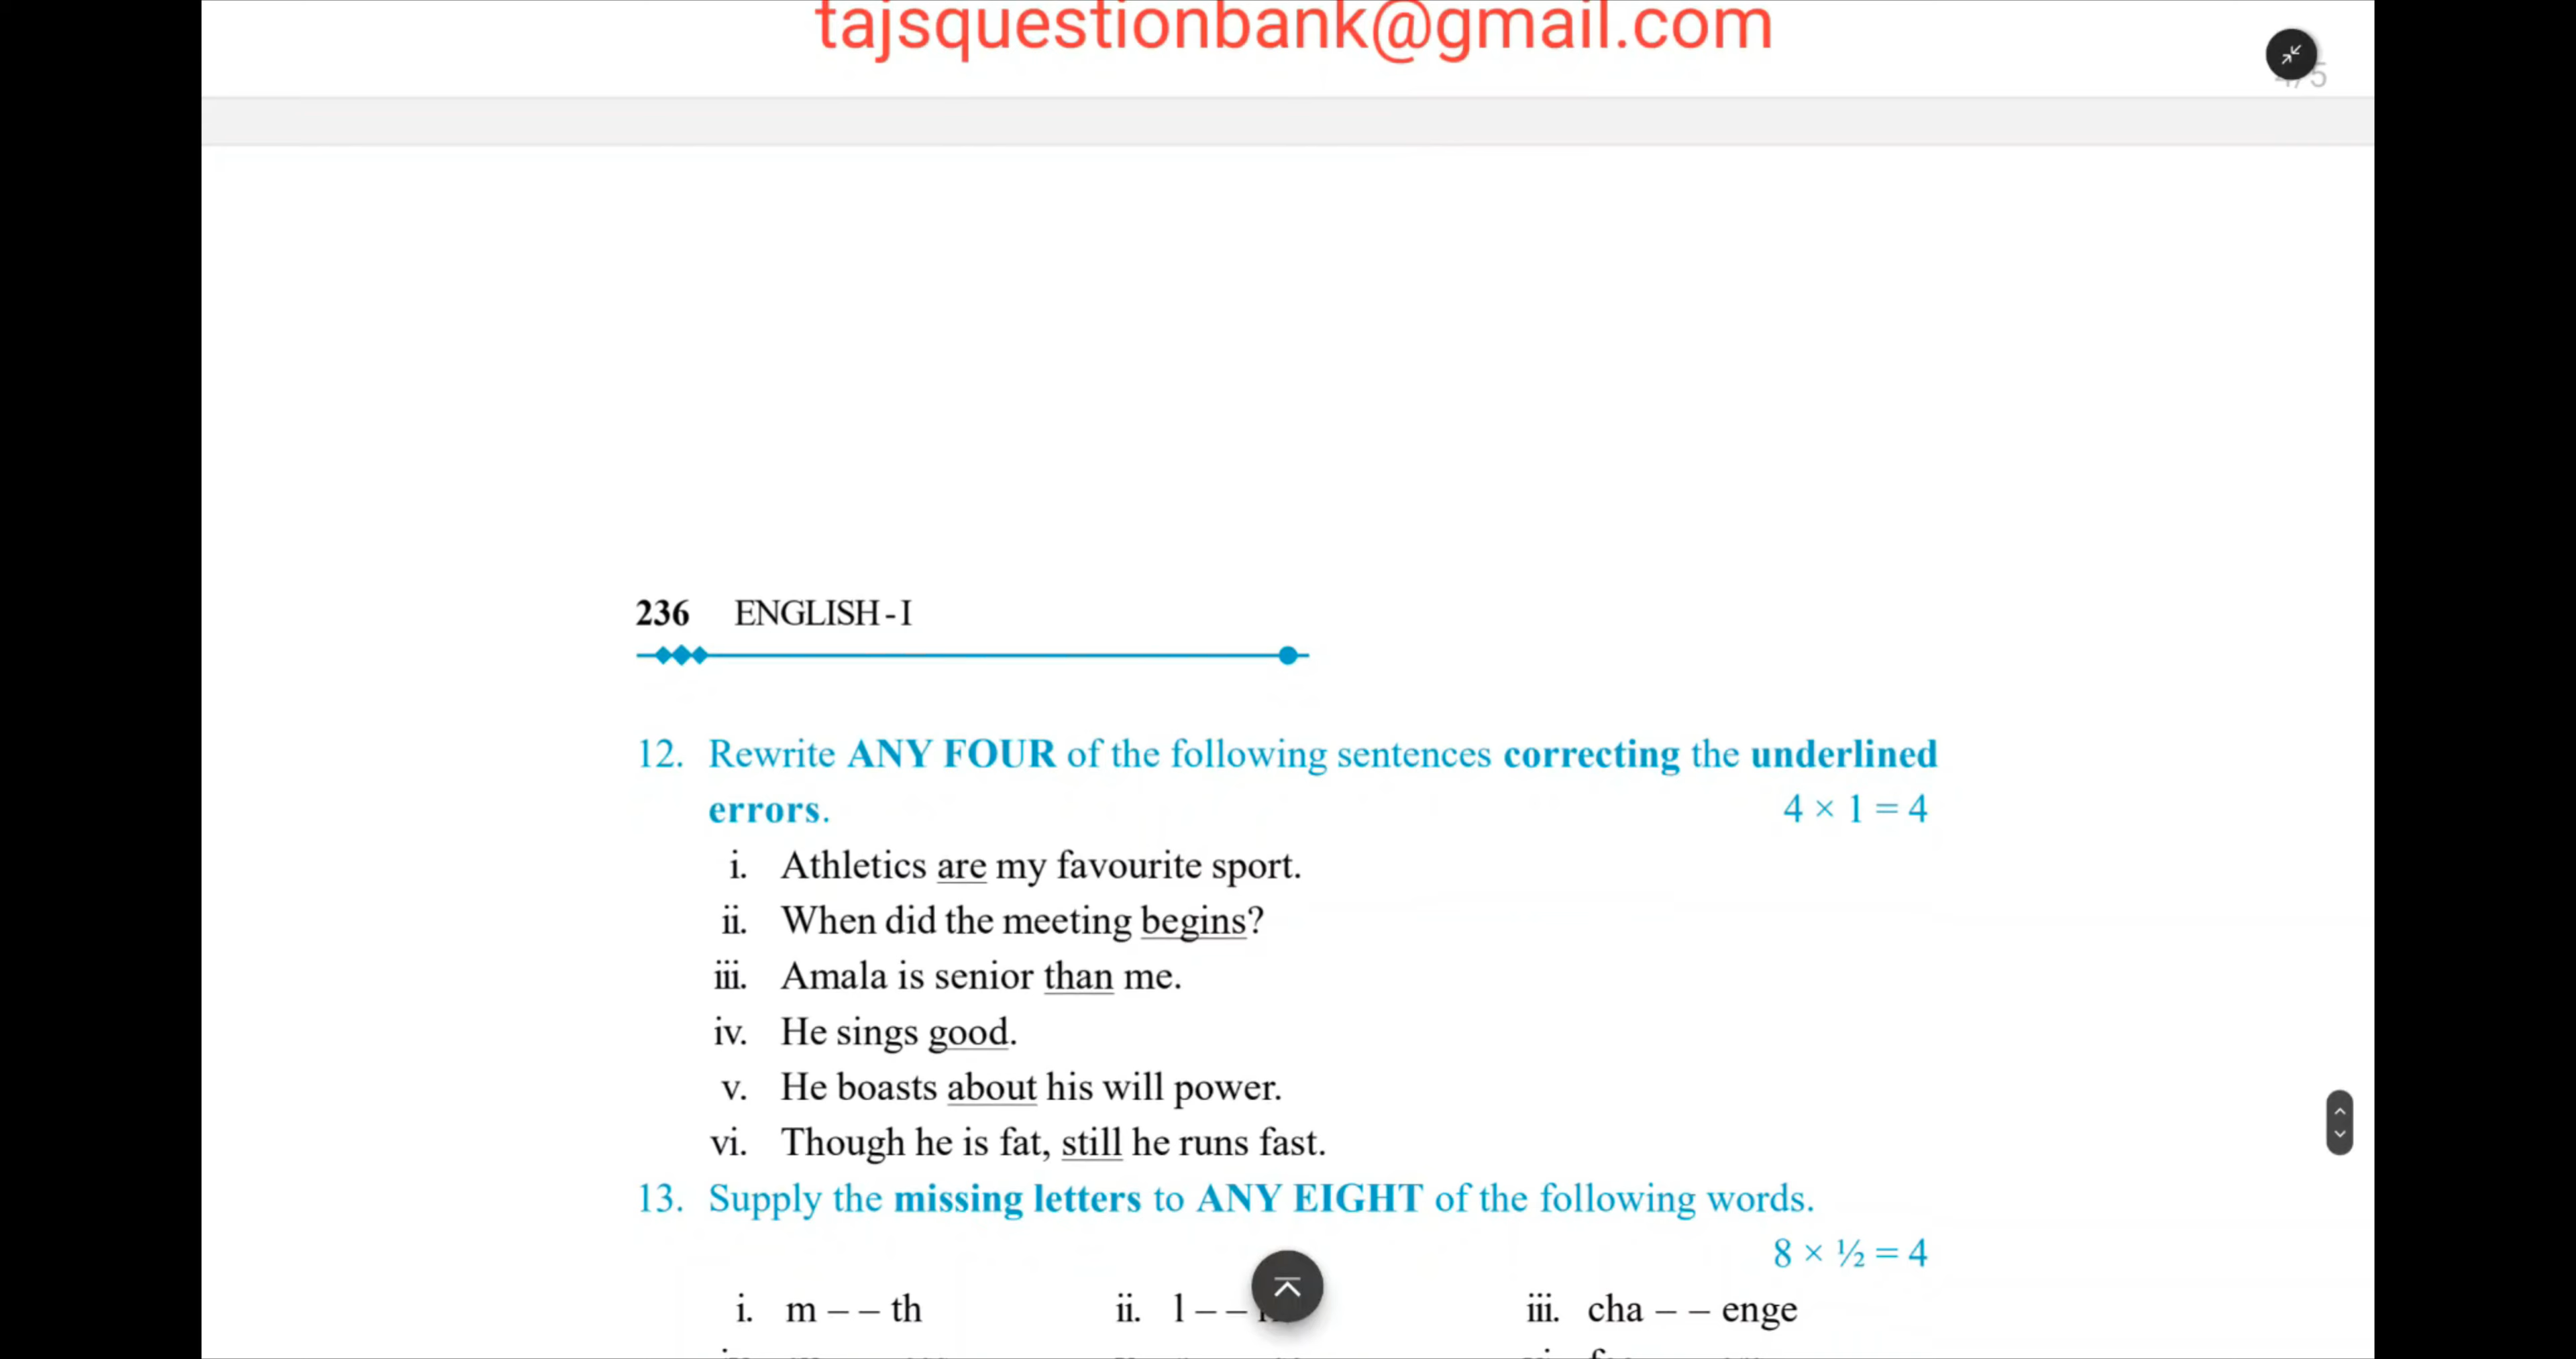 tajsquestionbank@gmail.com
236 ENGLISH - I
12. Rewrite ANY FOUR of the following sentences correcting the underlined
errors. 4 × 1 = 4
i. Athletics are my favourite sport.
ii. When did the meeting begins?
iii. Amala is senior than me.
iv. He sings good.
v. He boasts about his will power.
vi. Though he is fat, still he runs fast.
13. Supply the missing letters to ANY EIGHT of the following words.
8 × ½ = 4
i. m – – th ii. l – – iii. cha – – enge